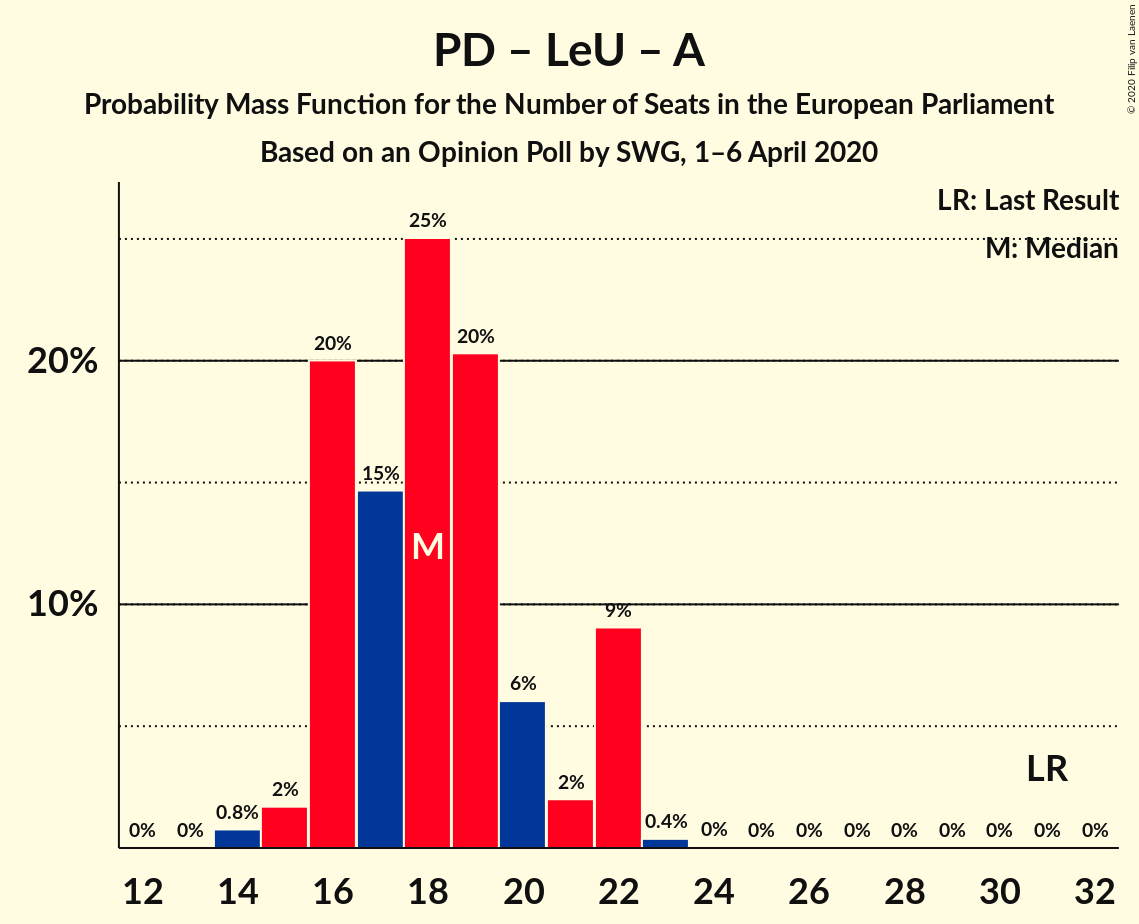 PD – LeU – A
Probability Mass Function for the Number of Seats in the European Parliament
Based on an Opinion Poll by SWG, 1–6 April 2020
© 2020 Filip van Laenen
LR: Last Result
M: Median
25%
20%
20%
20%
15%
M
10%
9%
6%
LR
2%
2%
0.8%
0.4%
0% 0% 0% 0% 0% 0% 0% 0% 0% 0% 0%
12 14 16 18 20 22 24 26 28 30 32